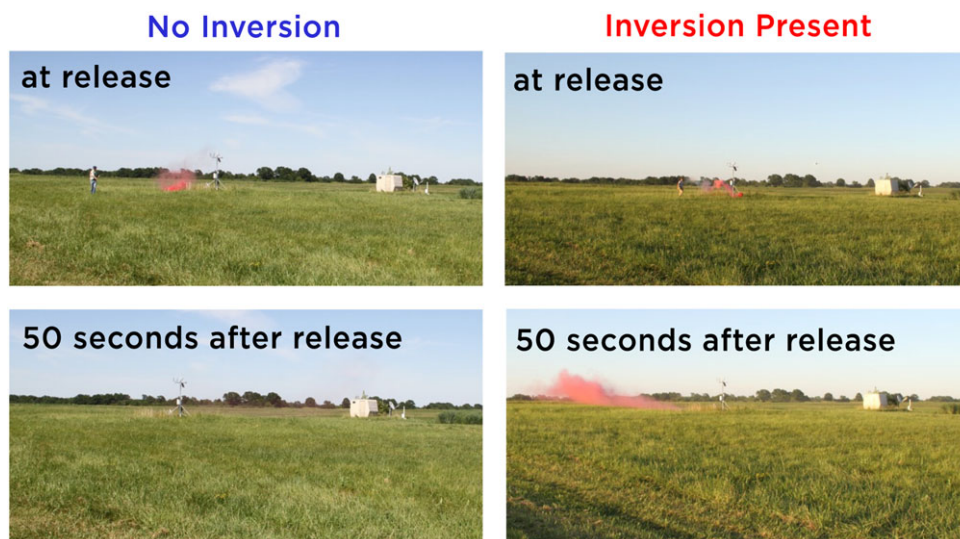 No Inversion
Inversion Present
at release
at release
50 seconds after release
50 seconds after release